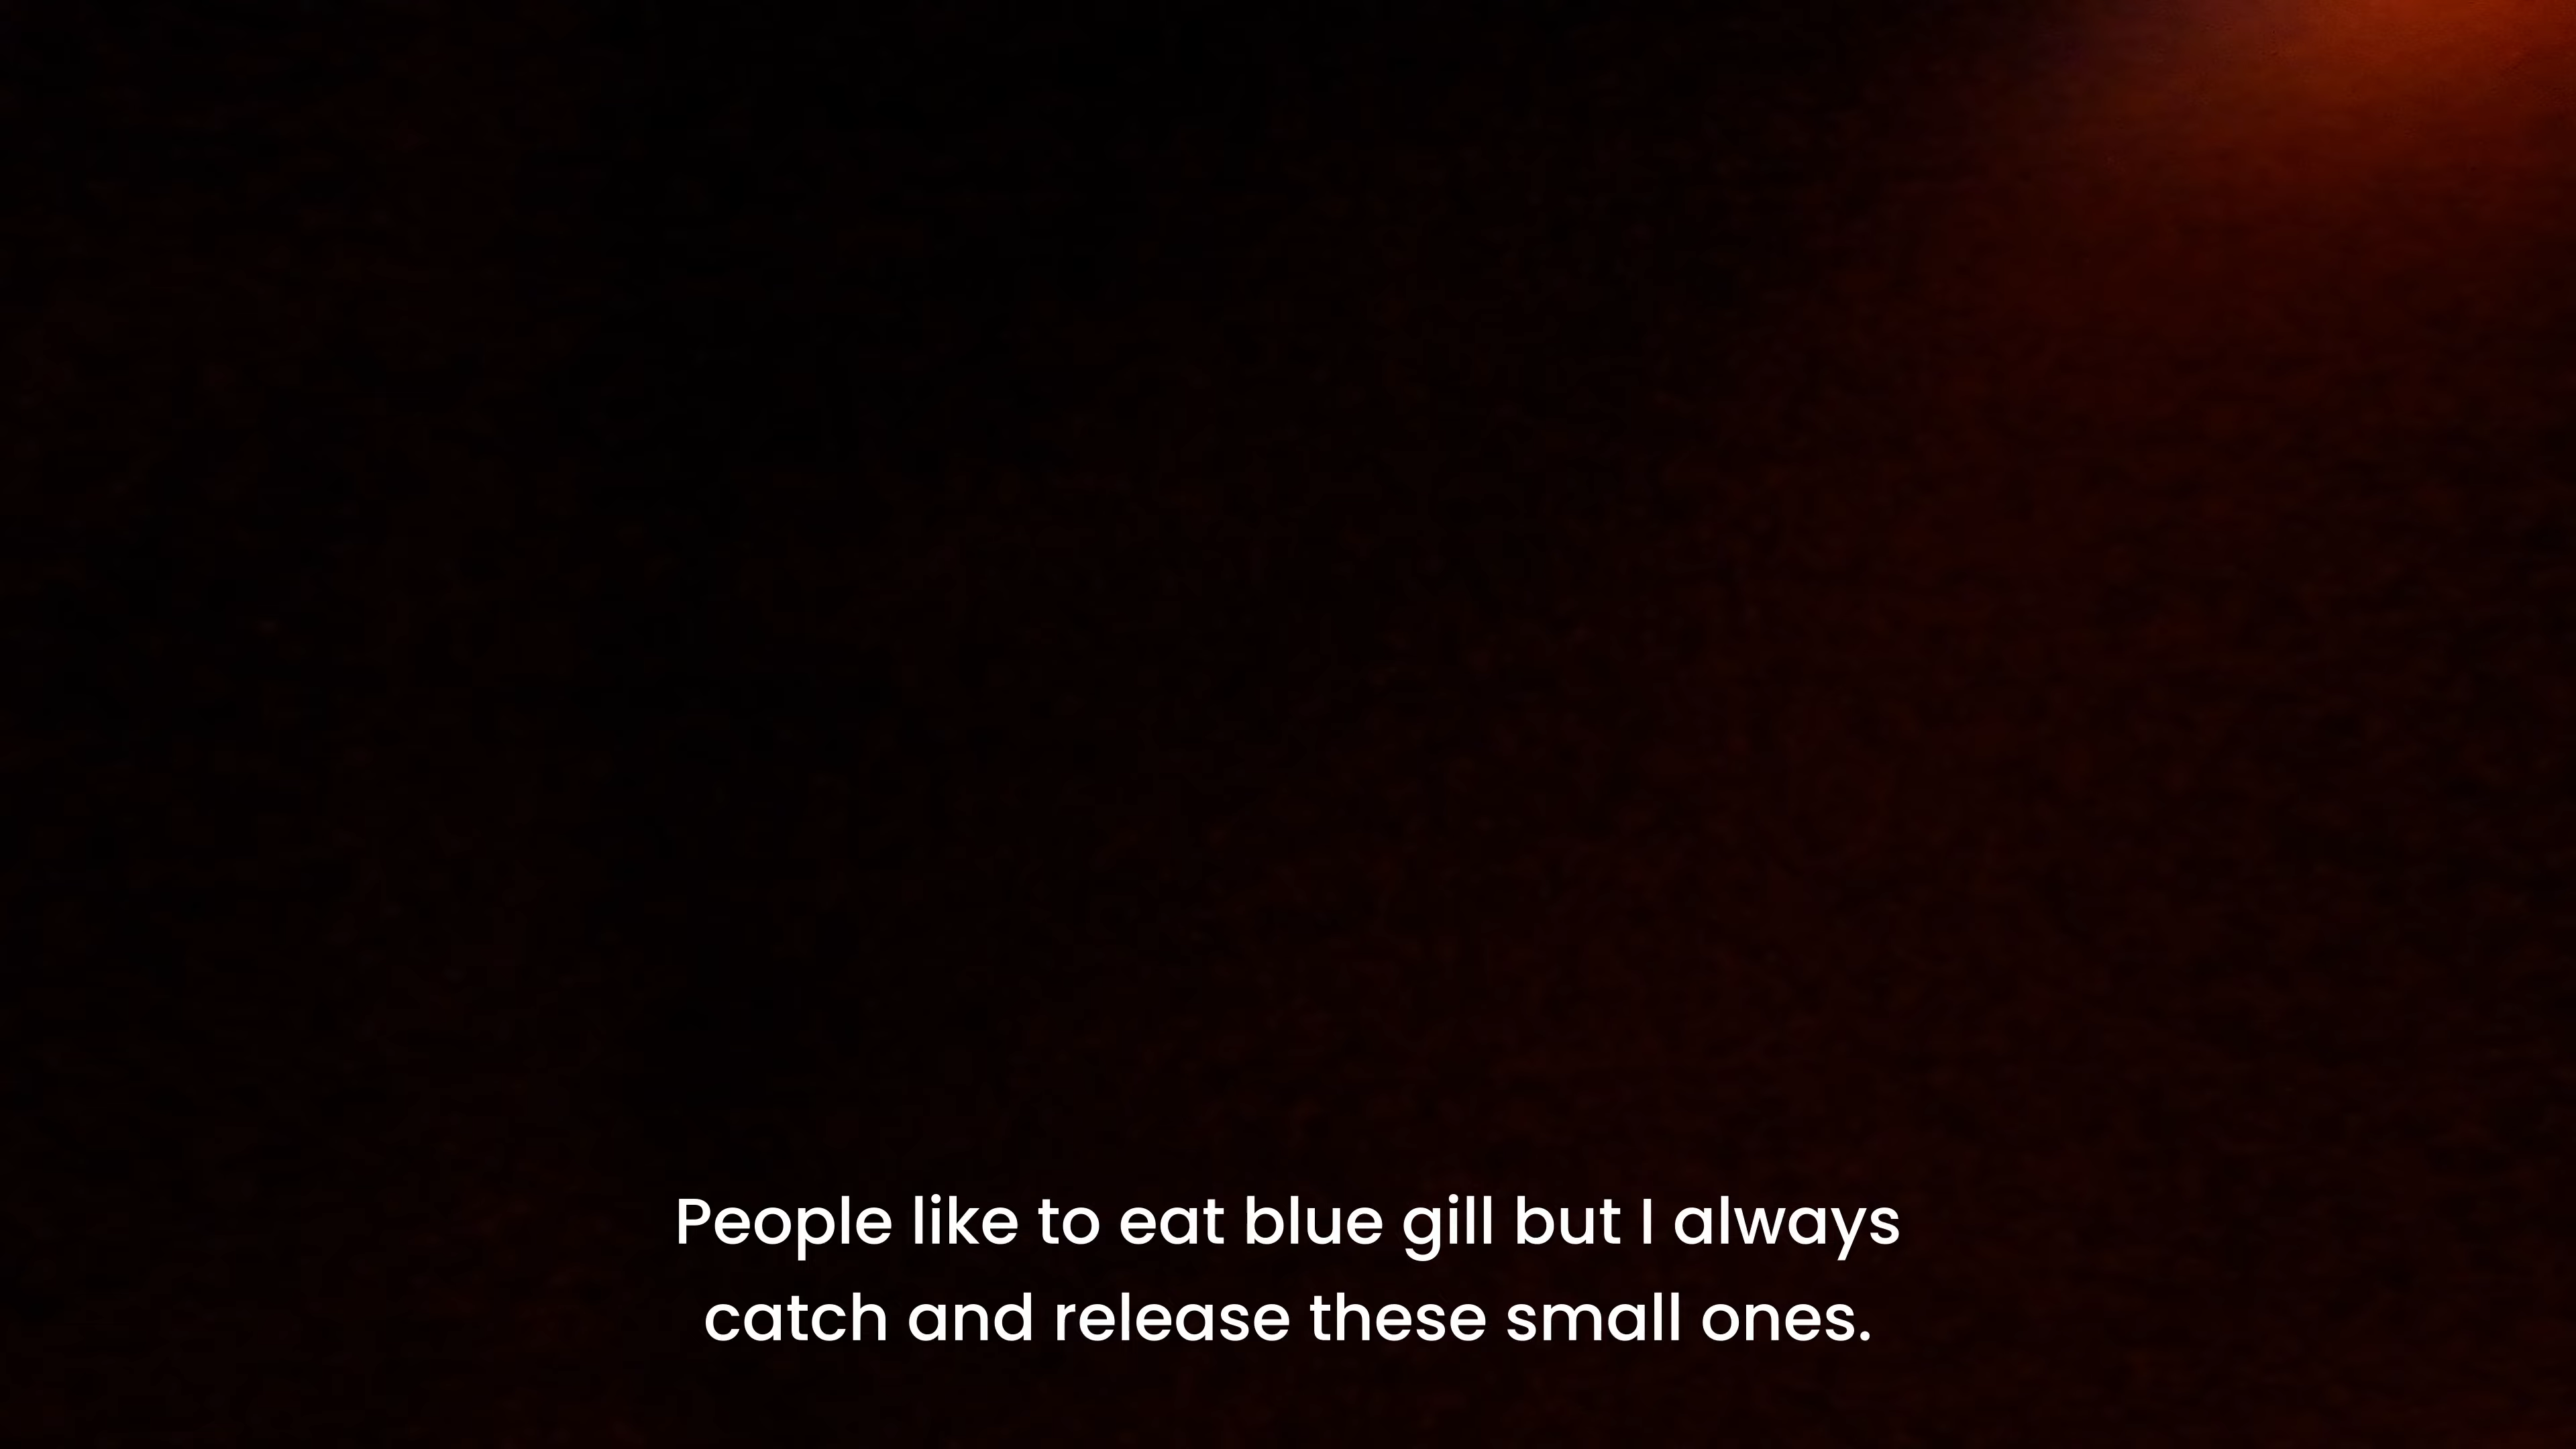 People like to eat blue gill but I always
catch and release these small ones.